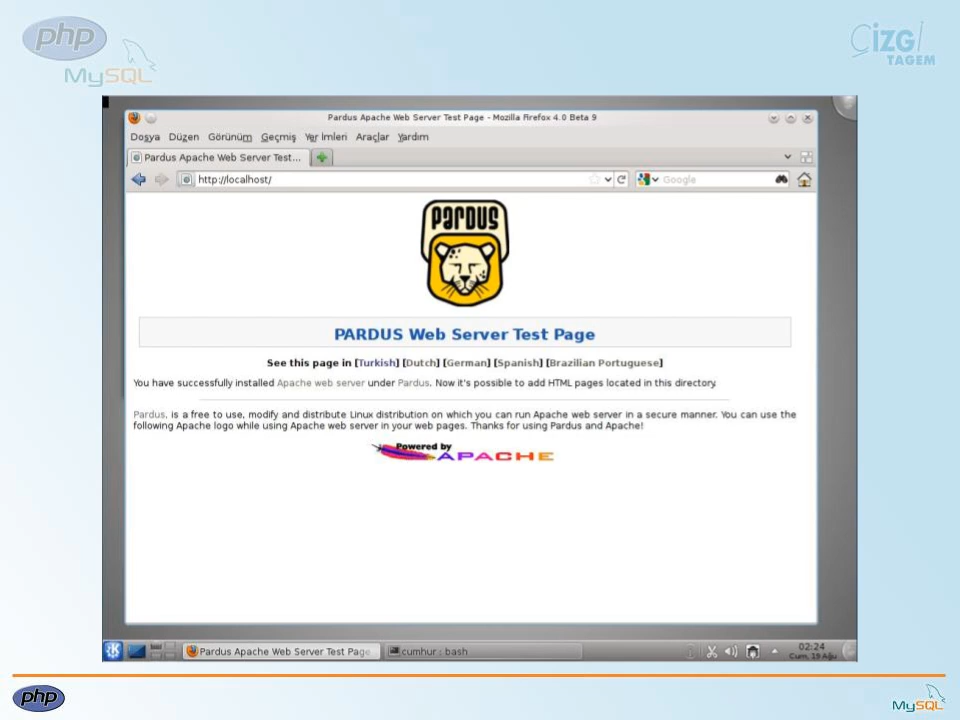 php
MySQL
ÇizGi
TAGEM
Pardus Apache Web Server Test Page - Mozilla Firefox 4.0 Beta 9
Dosya Düzen Görünüm Geçmiş Yer İmleri Araçlar Yardım
Pardus Apache Web Server Test...
http://localhost/
Google
PARDUS
PARDUS Web Server Test Page
See this page in [Turkish] [Dutch] [German] [Spanish] [Brazilian Portuguese]
You have successfully installed Apache web server under Pardus. Now it's possible to add HTML pages located in this directory.
Pardus, is a free to use, modify and distribute Linux distribution on which you can run Apache web server in a secure manner. You can use the
following Apache logo while using Apache web server in your web pages. Thanks for using Pardus and Apache!
Powered by
APACHE
Pardus Apache Web Server Test Page
cumhur : bash
02:24
Cum, 19 Ağu
php
MySQL